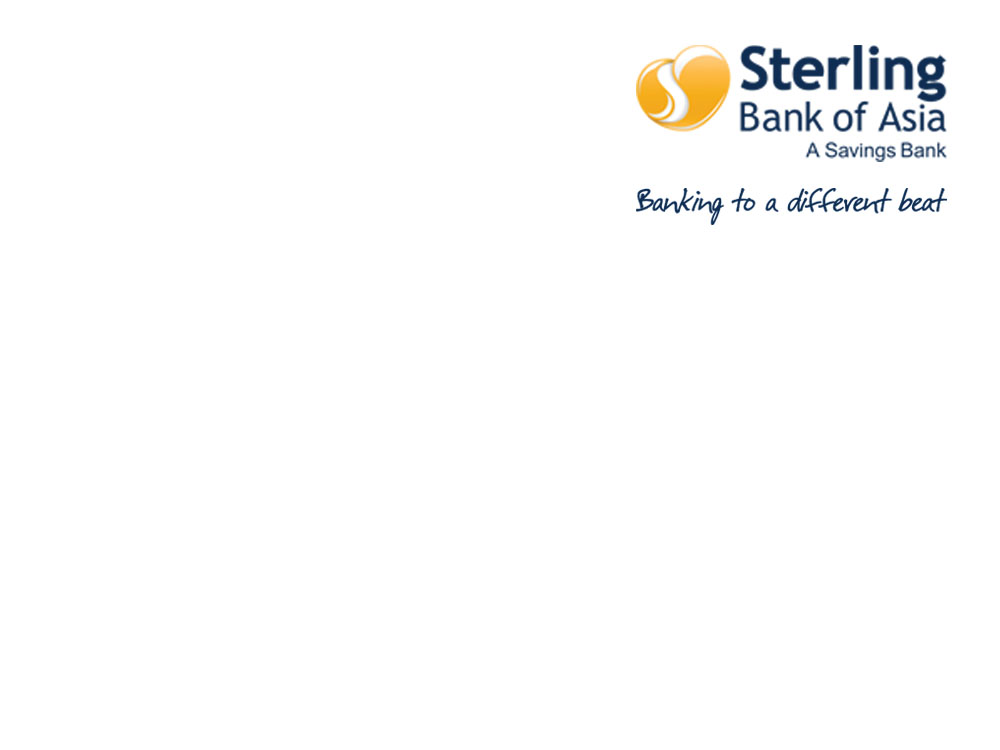 Sterling
Bank of Asia
A Savings Bank
Banking to a different beat